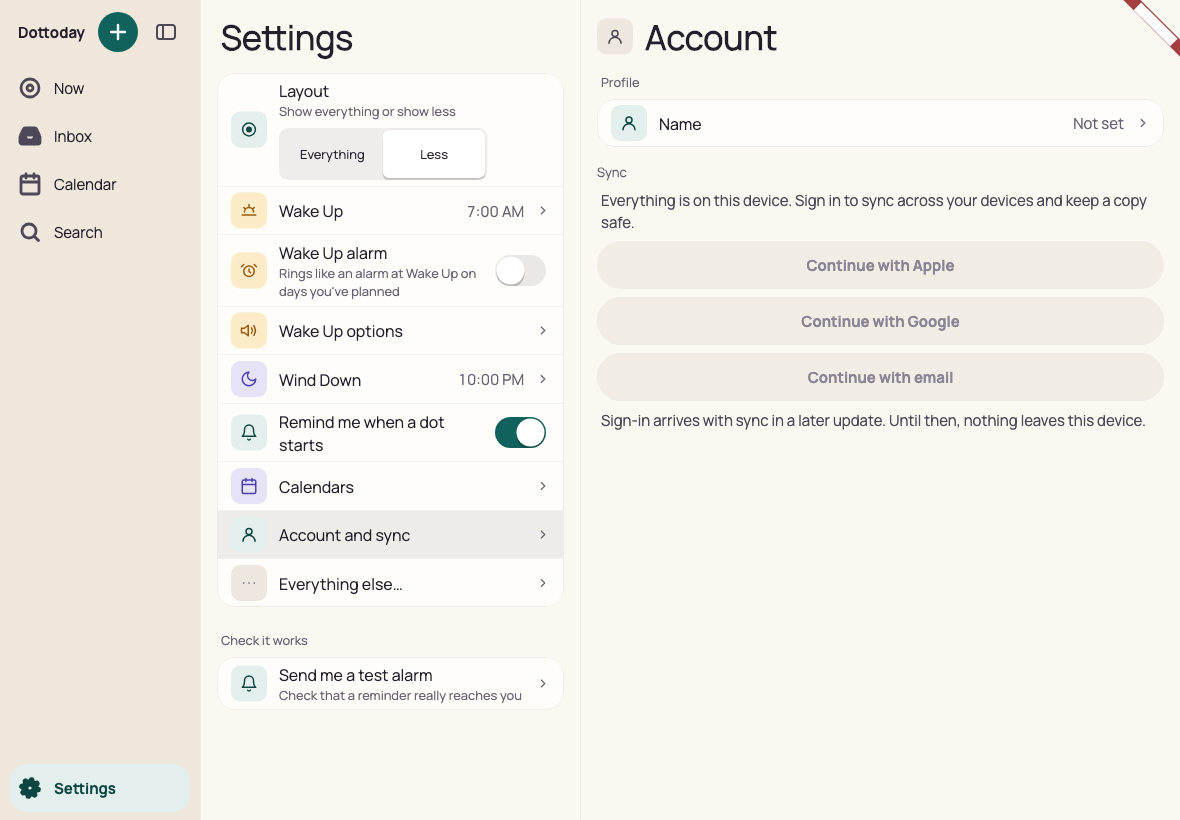 Dottoday
Now
Inbox
Calendar
Search
Settings
Settings
Layout
Show everything or show less
Everything
Less
Wake Up
7:00 AM
Wake Up alarm
Rings like an alarm at Wake Up on
days you've planned
Wake Up options
Wind Down
10:00 PM
Remind me when a dot
starts
Calendars
Account and sync
Everything else…
Check it works
Send me a test alarm
Check that a reminder really reaches you
Account
Profile
Name
Not set
Sync
Everything is on this device. Sign in to sync across your devices and keep a copy
safe.
Continue with Apple
Continue with Google
Continue with email
Sign-in arrives with sync in a later update. Until then, nothing leaves this device.